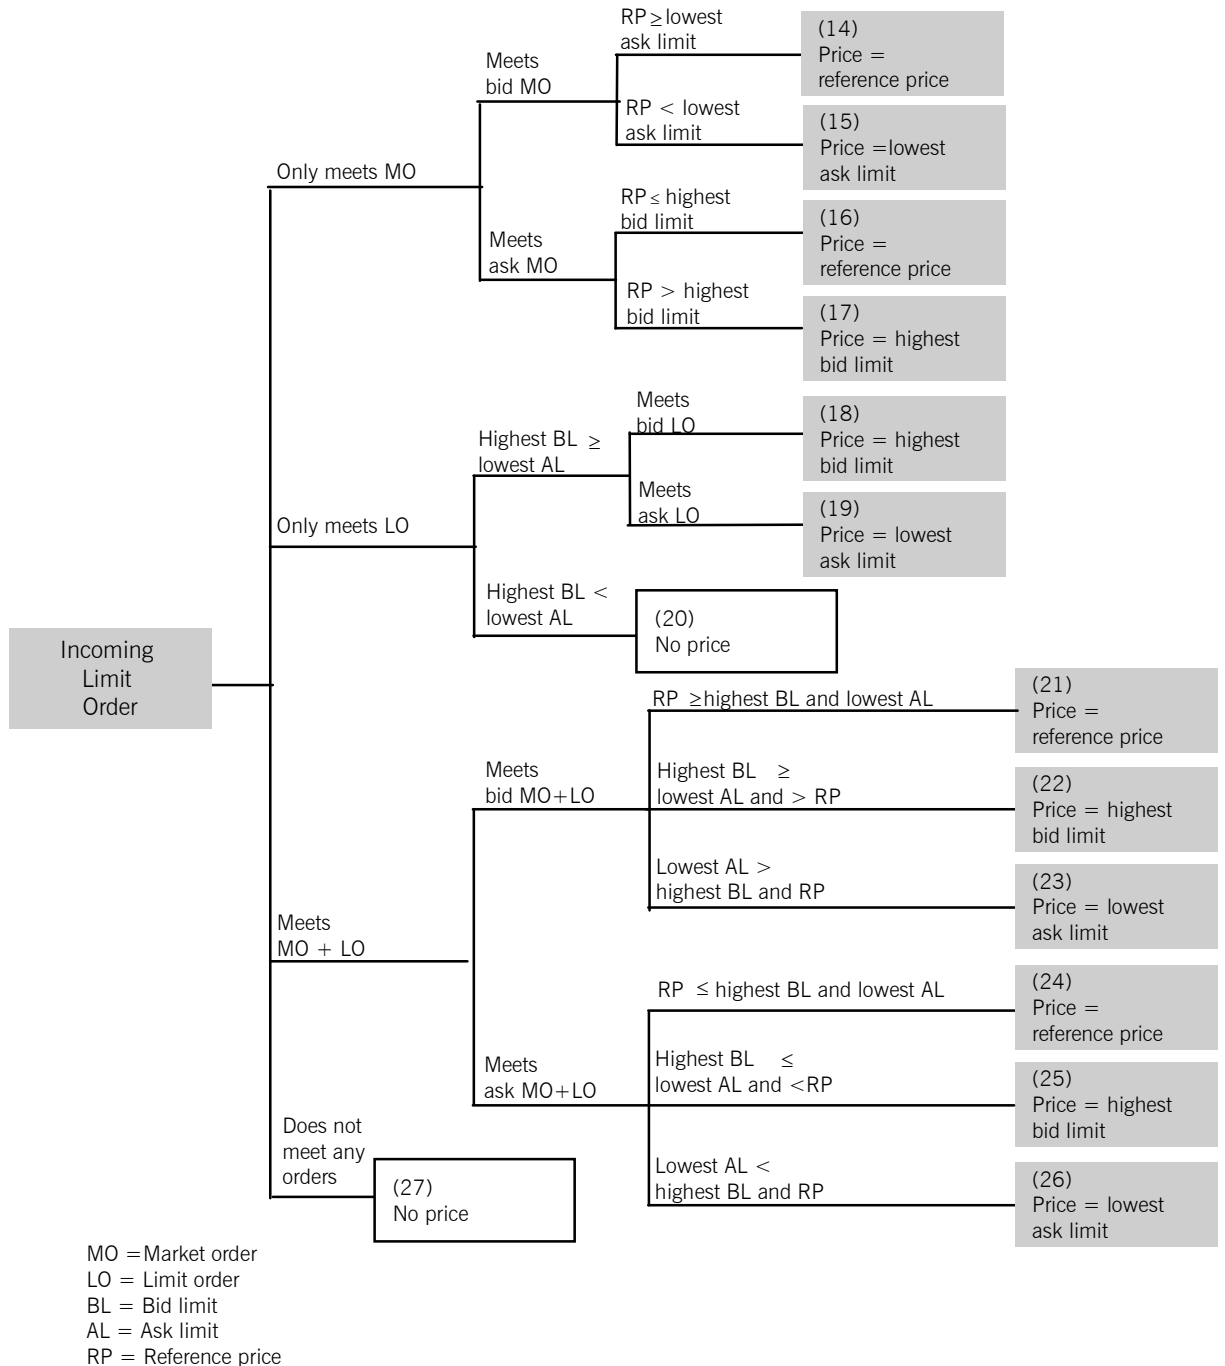 RP ≥ lowest
ask limit
(14)
Price =
reference price
Meets
bid MO
RP < lowest
ask limit
(15)
Price =lowest
ask limit
Only meets MO
RP ≤ highest
bid limit
(16)
Price =
reference price
Meets
ask MO
RP > highest
bid limit
(17)
Price = highest
bid limit
Meets
bid LO
(18)
Price = highest
bid limit
Highest BL ≥
lowest AL
Meets
ask LO
(19)
Price = lowest
ask limit
Only meets LO
Highest BL <
lowest AL
(20)
No price
Incoming
Limit
Order
RP ≥highest BL and lowest AL
(21)
Price =
reference price
Meets
bid MO+LO
Highest BL ≥
lowest AL and > RP
(22)
Price = highest
bid limit
Lowest AL >
highest BL and RP
(23)
Price = lowest
ask limit
Meets
MO + LO
RP ≤ highest BL and lowest AL
(24)
Price =
reference price
Meets
ask MO+LO
Highest BL ≤
lowest AL and <RP
(25)
Price = highest
bid limit
Lowest AL <
highest BL and RP
(26)
Price = lowest
ask limit
Does not
meet any
orders
(27)
No price
MO =Market order
LO = Limit order
BL = Bid limit
AL = Ask limit
RP = Reference price